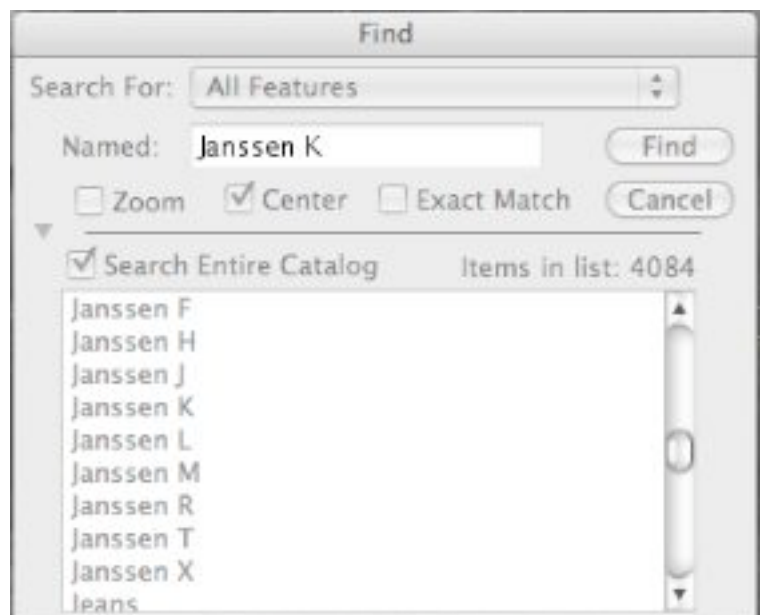 Find
Search For: All Features
Named: Janssen K Find
Zoom Center Exact Match Cancel
Search Entire Catalog Items in list: 4084
Janssen F
Janssen H
Janssen J
Janssen K
Janssen L
Janssen M
Janssen R
Janssen T
Janssen X
Jeans